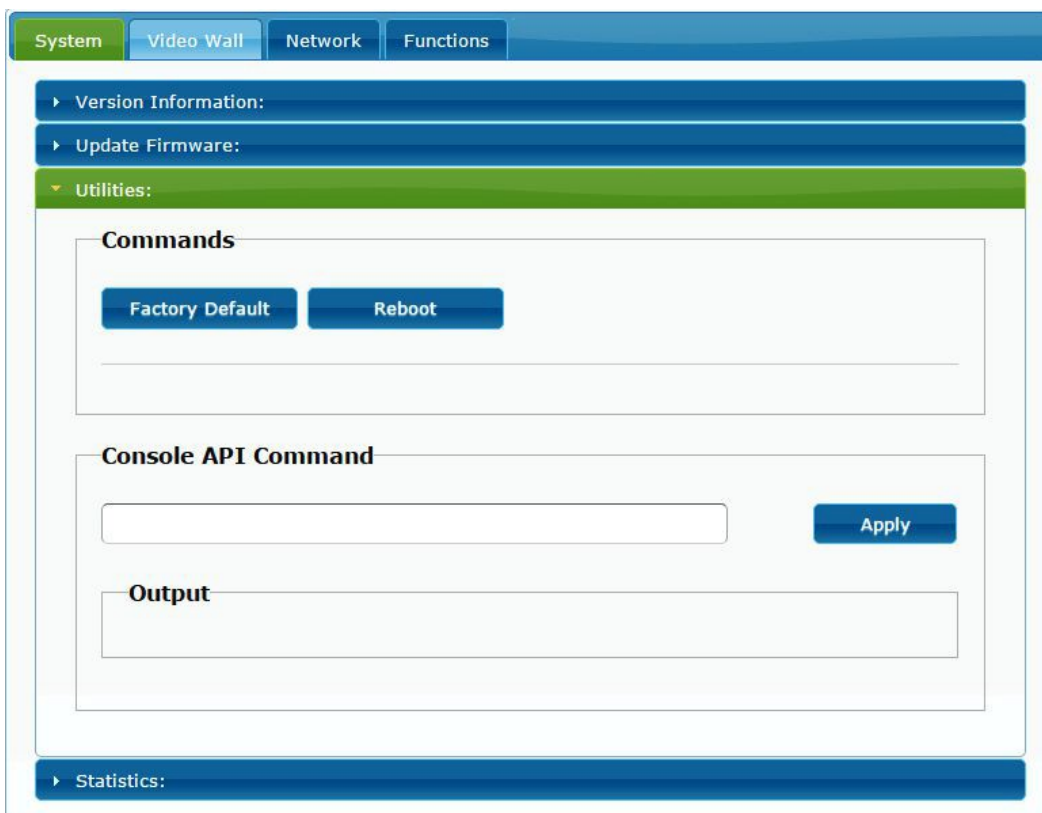 System Video Wall Network Functions
Version Information:
Update Firmware:
Utilities:
Commands
Factory Default Reboot
Console API Command
Apply
Output
Statistics: